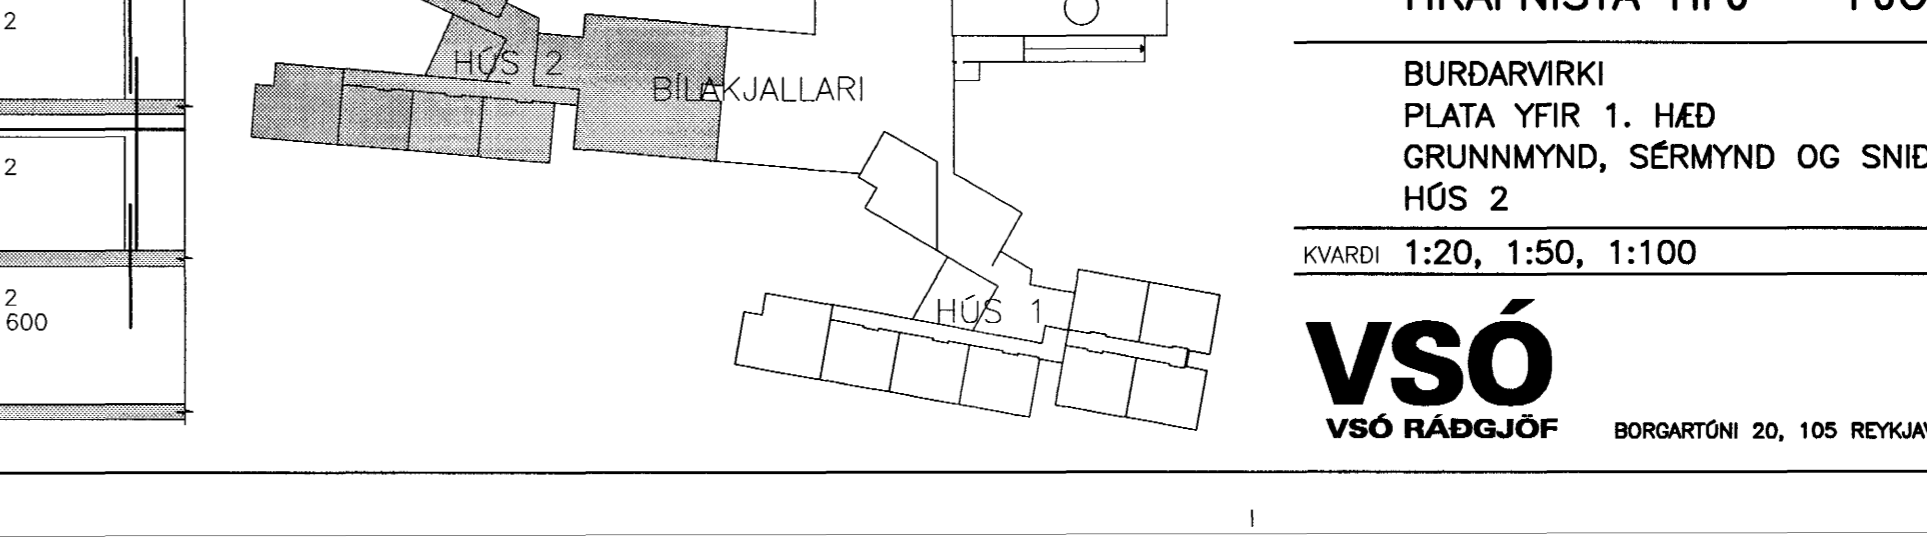 2
2
2
600
HÚS 2
BÍLAKJALLARI
HÚS 1
HRAFNISTA
BURÐARVIRKI
PLATA YFIR 1. HÆÐ
GRUNNMYND, SÉRMYND OG SNIÐ
HÚS 2
KVARÐI 1:20, 1:50, 1:100
VSÓ
VSÓ RÁÐGJÖF
BORGARTÚNI 20, 105 REYKJAV